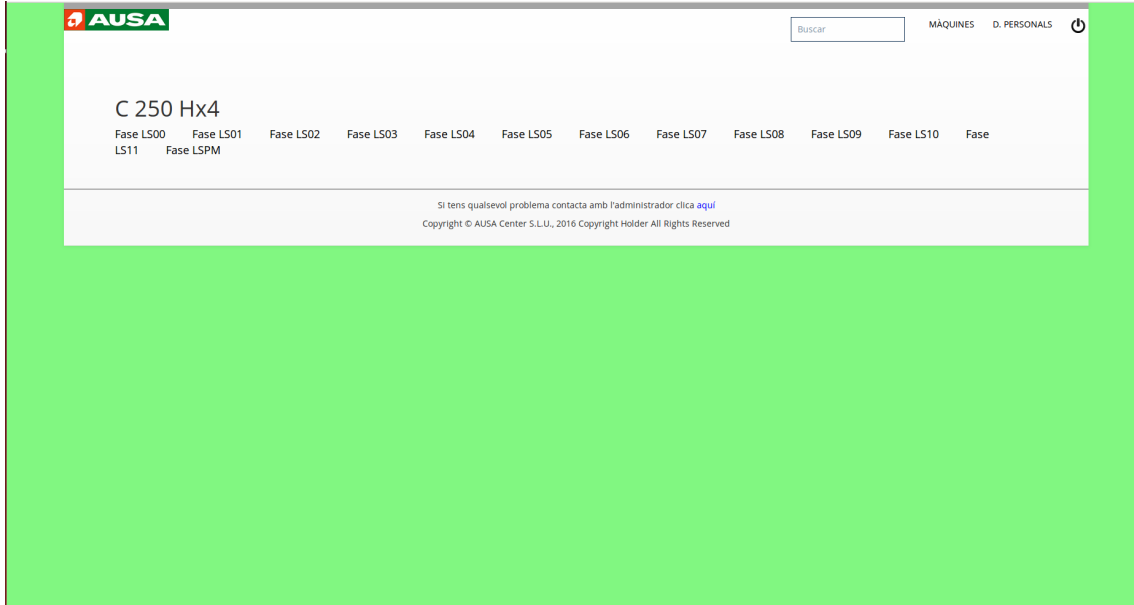 AUSA
Buscar
MÀQUINES D. PERSONALS
C 250 Hx4
Fase LS00 Fase LS01 Fase LS02 Fase LS03 Fase LS04 Fase LS05 Fase LS06 Fase LS07 Fase LS08 Fase LS09 Fase LS10 Fase
LS11 Fase LSPM
Si tens qualsevol problema contacta amb l'administrador clica aquí
Copyright © AUSA Center S.L.U., 2016 Copyright Holder All Rights Reserved